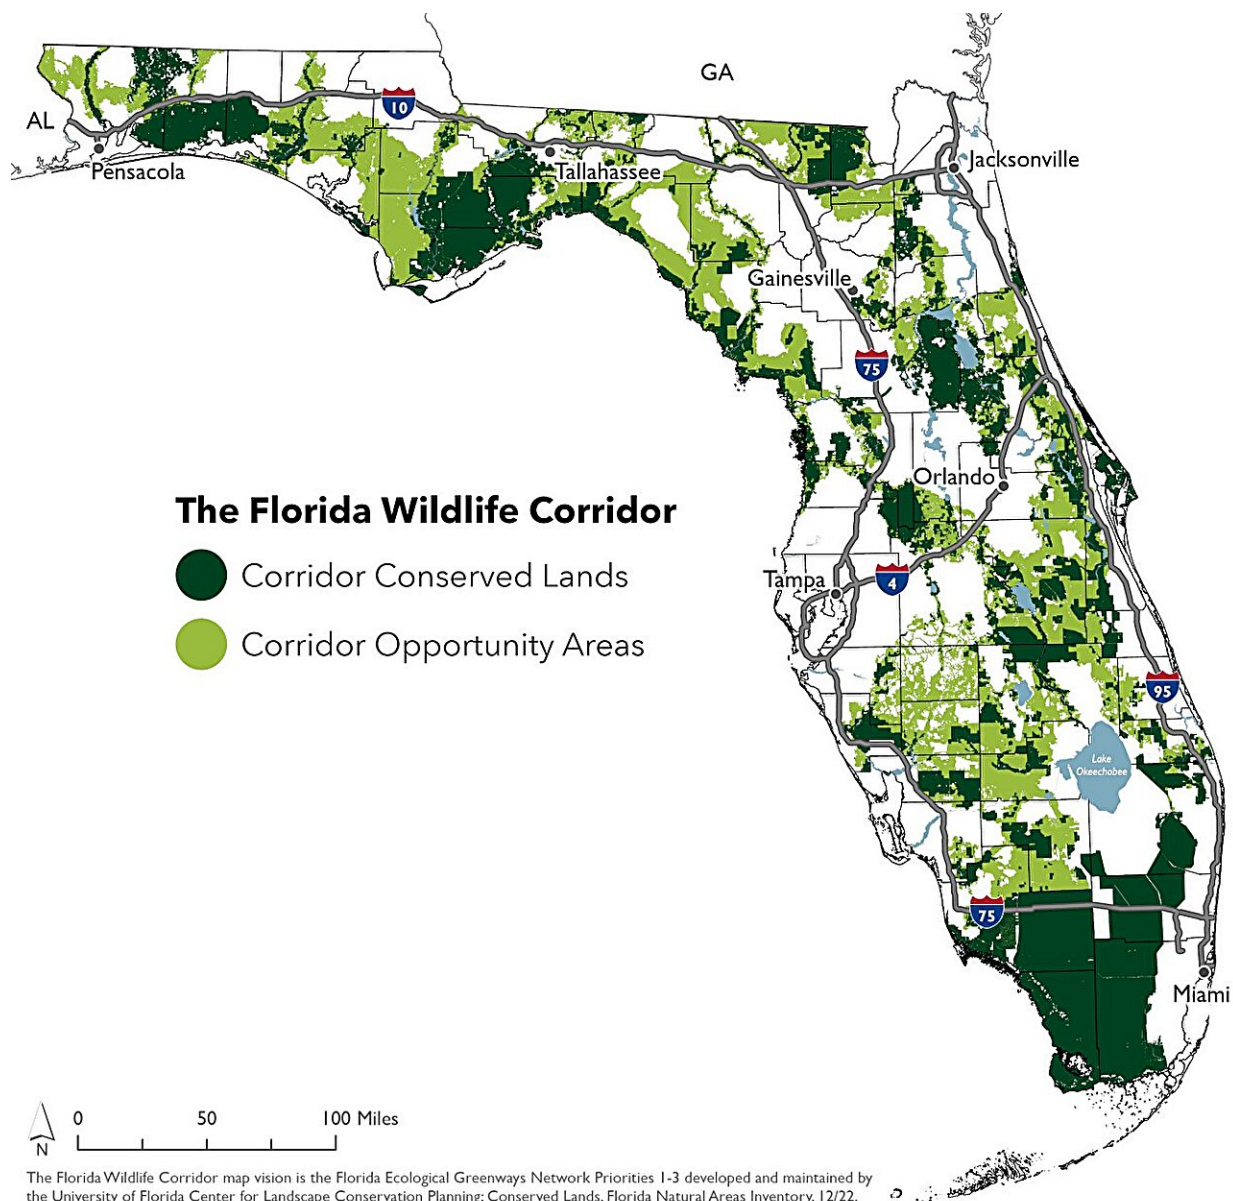 GA
AL
10
Pensacola
Tallahassee
Jacksonville
Gainesville
75
Orlando
The Florida Wildlife Corridor
Corridor Conserved Lands
Corridor Opportunity Areas
Tampa
4
95
Lake
Okeechobee
75
Miami
0 50 100 Miles
N
The Florida Wildlife Corridor map vision is the Florida Ecological Greenways Network Priorities 1-3 developed and maintained by
the University of Florida Center for Landscape Conservation Planning; Conserved Lands, Florida Natural Areas Inventory, 12/22.